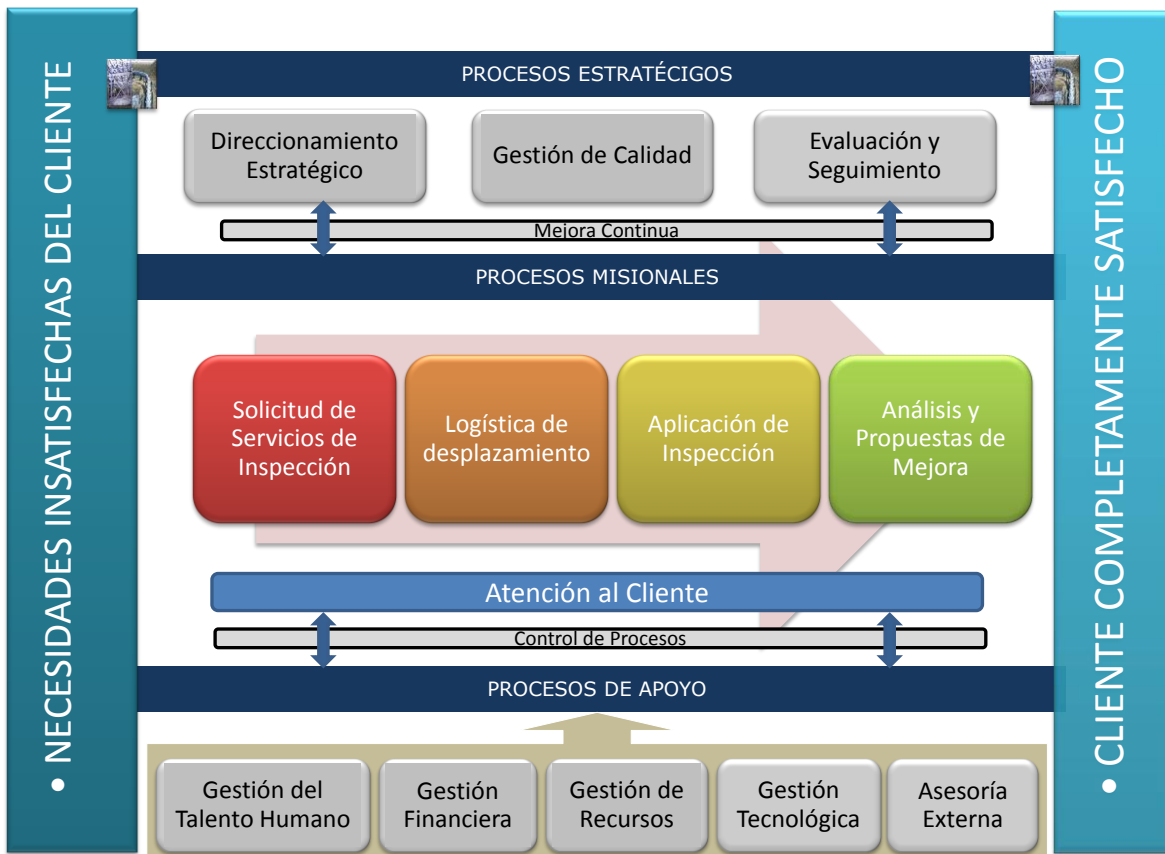 • NECESIDADES INSATISFECHAS DEL CLIENTE
PROCESOS ESTRATÉCIGOS
Direccionamiento
Estratégico
Gestión de Calidad
Evaluación y
Seguimiento
Mejora Continua
PROCESOS MISIONALES
Solicitud de
Servicios de
Inspección
Logística de
desplazamiento
Aplicación de
Inspección
Análisis y
Propuestas de
Mejora
Atención al Cliente
Control de Procesos
PROCESOS DE APOYO
Gestión del
Talento Humano
Gestión
Financiera
Gestión de
Recursos
Gestión
Tecnológica
Asesoría
Externa
• CLIENTE COMPLETAMENTE SATISFECHO